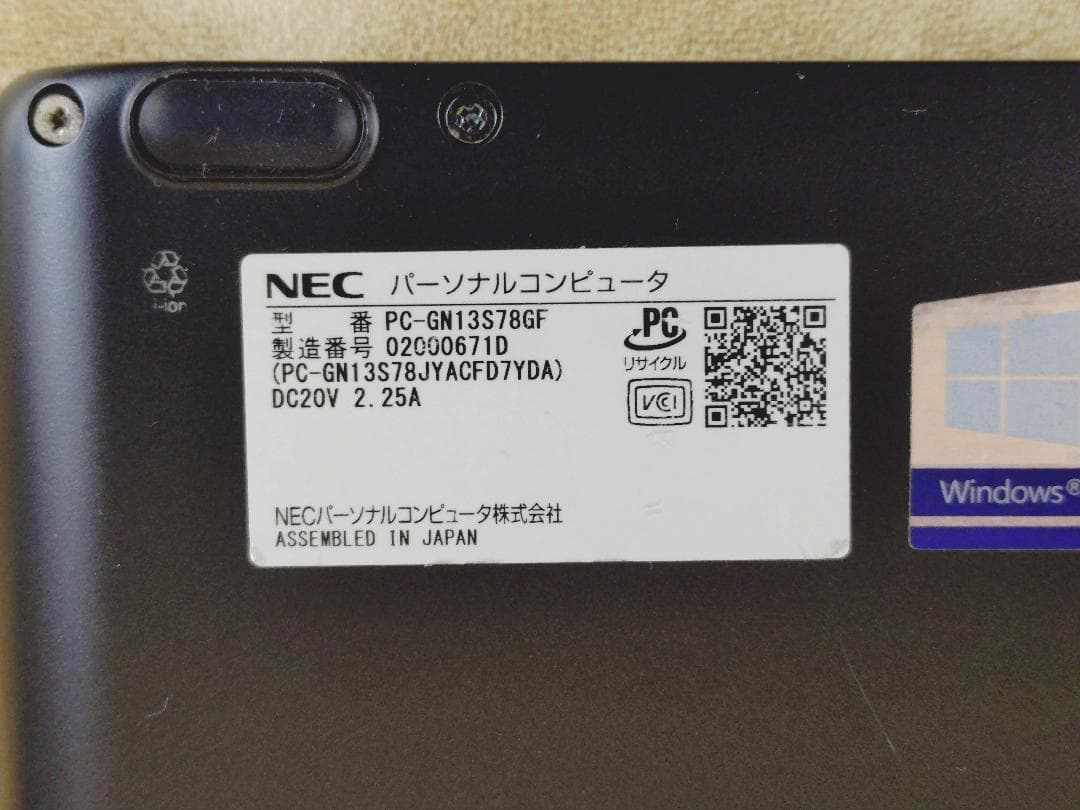 Li-ion
NEC パーソナルコンピュータ
型 番 PC-GN13S78GF
製造番号 02000671D
(PC-GN13S78JYACFD7YDA)
DC20V 2.25A
PC
リサイクル
VCI
NECパーソナルコンピュータ株式会社
ASSEMBLED IN JAPAN
Windows®